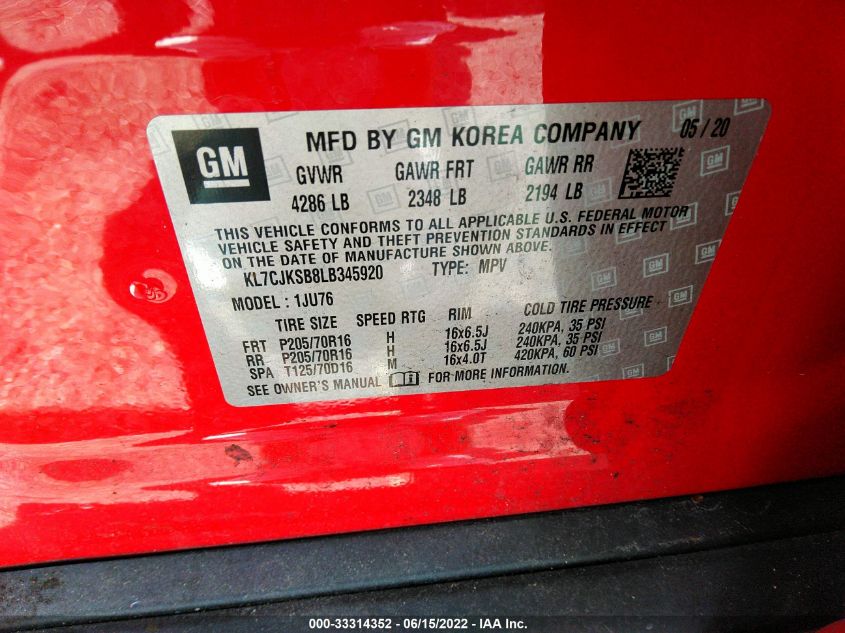 GM
MFD BY GM KOREA COMPANY 05/20
GVWR GAWR FRT GAWR RR
4286 LB 2348 LB 2194 LB
THIS VEHICLE CONFORMS TO ALL APPLICABLE U.S. FEDERAL MOTOR
VEHICLE SAFETY AND THEFT PREVENTION STANDARDS IN EFFECT
ON THE DATE OF MANUFACTURE SHOWN ABOVE.
KL7CJKSB8LB345920 TYPE: MPV
MODEL: 1JU76
TIRE SIZE SPEED RTG RIM COLD TIRE PRESSURE
FRT P205/70R16 H 16x6.5J 240KPA, 35 PSI
RR P205/70R16 H 16x6.5J 240KPA, 35 PSI
SPA T125/70D16 M 16x4.0T 420KPA, 60 PSI
SEE OWNER'S MANUAL FOR MORE INFORMATION.
000-33314352 - 06/15/2022 - IAA Inc.